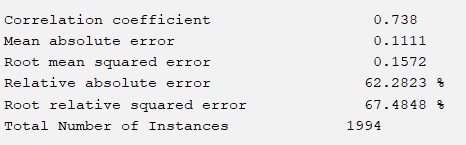 Correlation coefficient 0.738
Mean absolute error 0.1111
Root mean squared error 0.1572
Relative absolute error 62.2823 %
Root relative squared error 67.4848 %
Total Number of Instances 1994